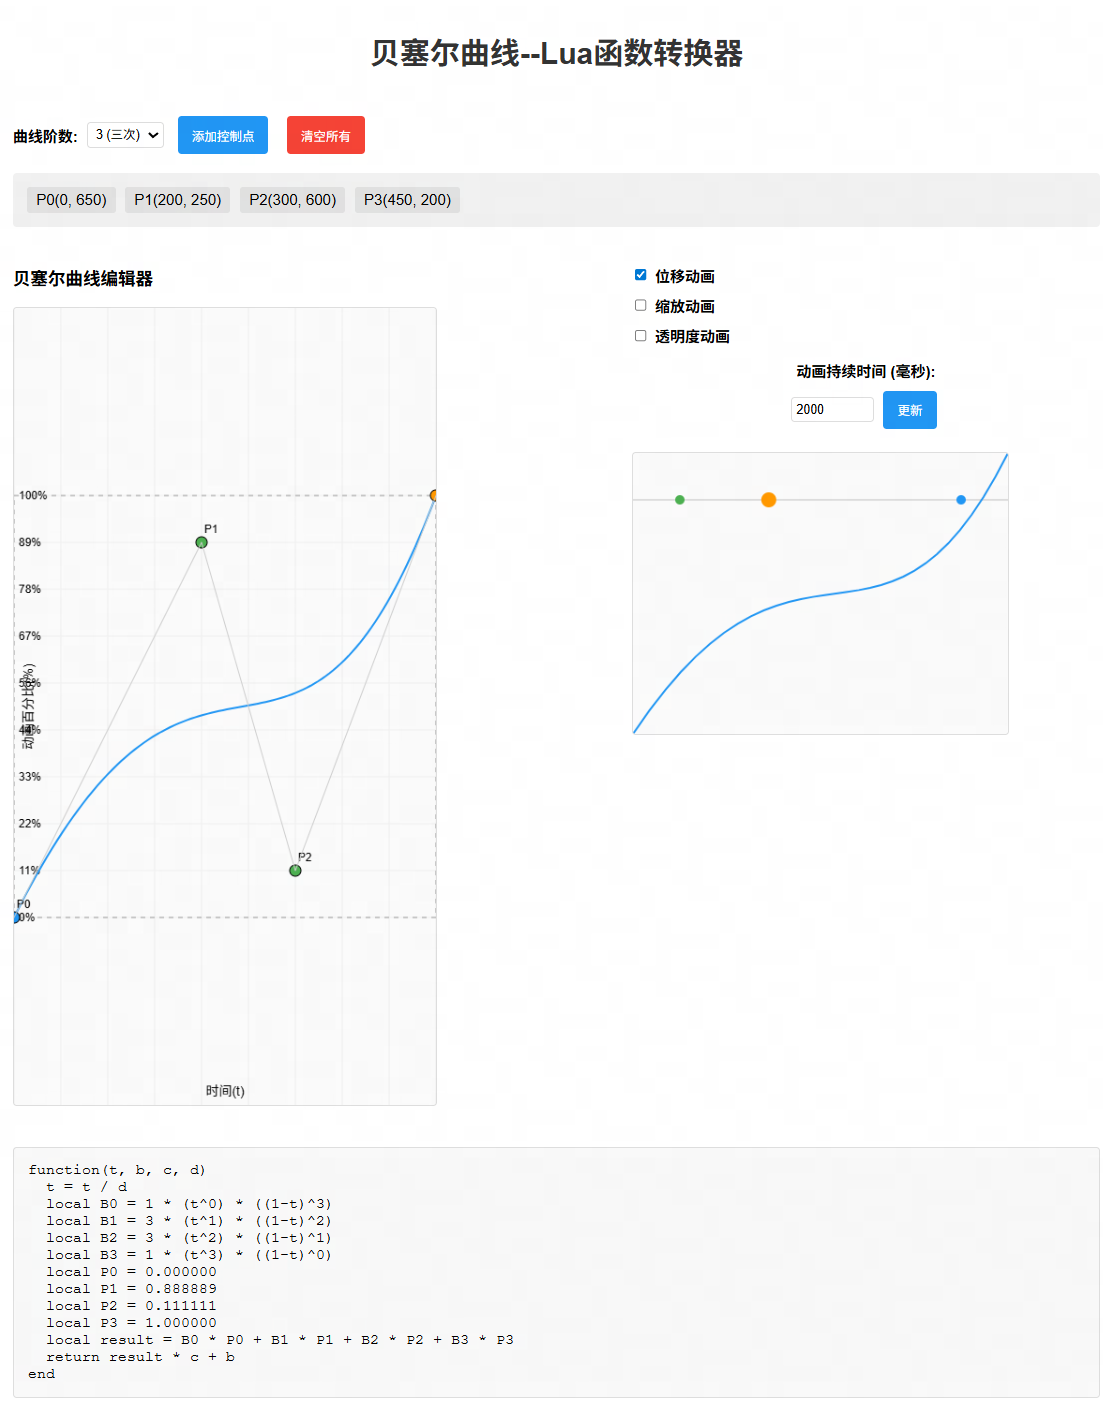 贝塞尔曲线--Lua函数转换器
曲线阶数: 3 (三次) 添加控制点 清空所有
P0(0, 650) P1(200, 250) P2(300, 600) P3(450, 200)
贝塞尔曲线编辑器
位移动画
缩放动画
透明度动画
动画持续时间 (毫秒):
2000 更新
100%
P1
89%
78%
67%
56%
动画百分比(%)
44%
33%
22%
P2
11%
P0
0%
时间(t)
function(t, b, c, d)
  t = t / d
  local B0 = 1 * (t^0) * ((1-t)^3)
  local B1 = 3 * (t^1) * ((1-t)^2)
  local B2 = 3 * (t^2) * ((1-t)^1)
  local B3 = 1 * (t^3) * ((1-t)^0)
  local P0 = 0.000000
  local P1 = 0.888889
  local P2 = 0.111111
  local P3 = 1.000000
  local result = B0 * P0 + B1 * P1 + B2 * P2 + B3 * P3
  return result * c + b
end